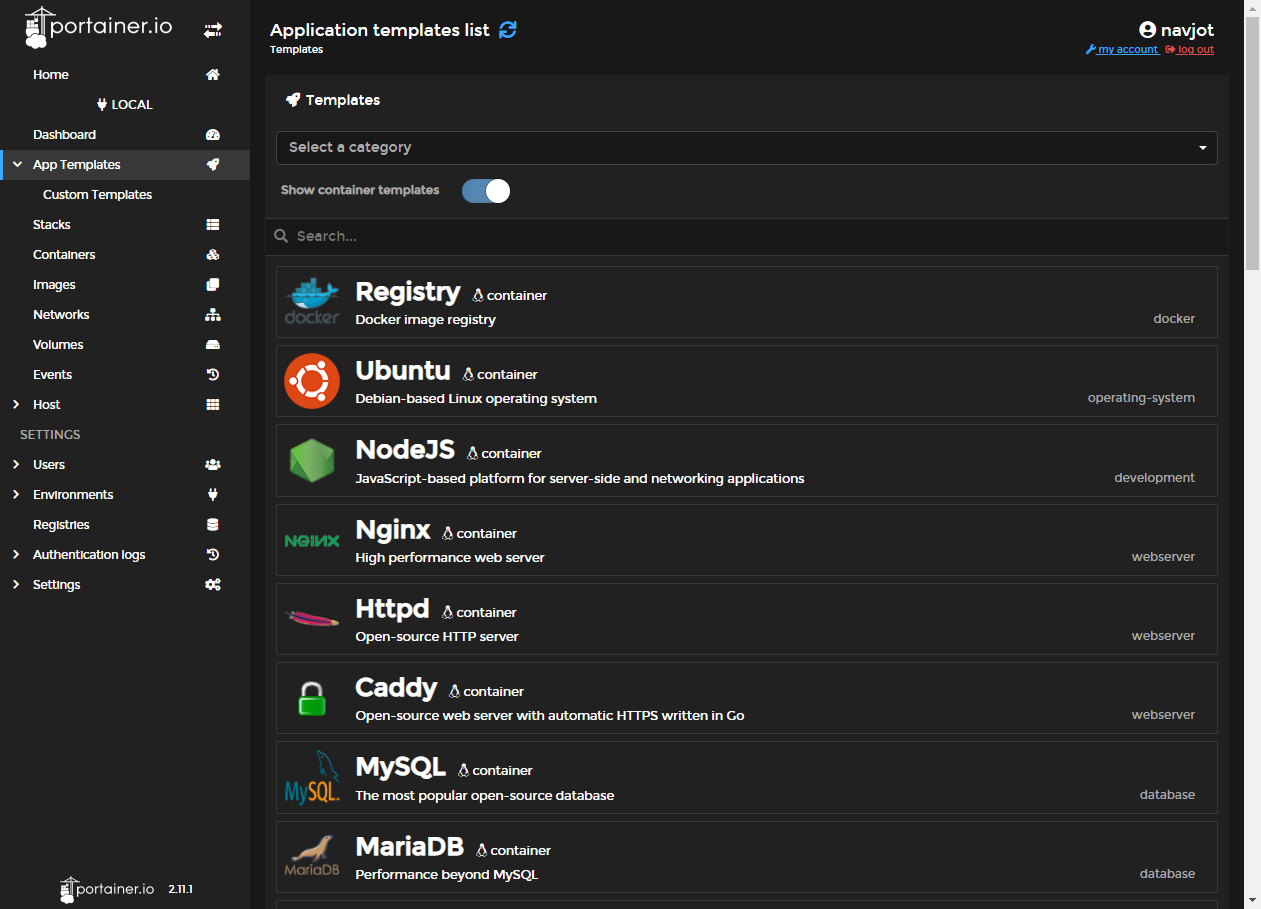 portainer.io
Home
LOCAL
Dashboard
App Templates
Custom Templates
Stacks
Containers
Images
Networks
Volumes
Events
Host
SETTINGS
Users
Environments
Registries
Authentication logs
Settings
portainer.io 2.11.1
Application templates list
Templates
navjot
my account log out
Templates
Select a category
Show container templates
Search...
docker
Registry container
Docker image registry
docker
Ubuntu container
Debian-based Linux operating system
operating-system
NodeJS container
JavaScript-based platform for server-side and networking applications
development
NGINX
Nginx container
High performance web server
webserver
Httpd container
Open-source HTTP server
webserver
Caddy container
Open-source web server with automatic HTTPS written in Go
webserver
MySQL
MySQL container
The most popular open-source database
database
MariaDB
MariaDB container
Performance beyond MySQL
database